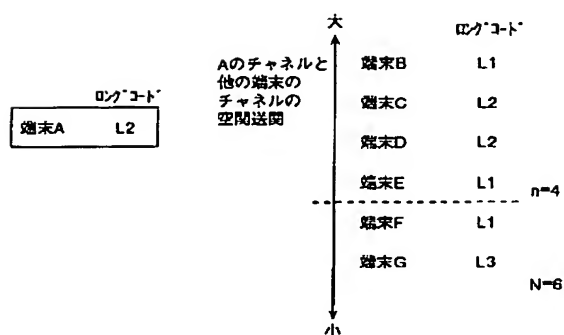 ロングコード
端末A L2
Aのチャネルと
他の端末の
チャネルの
空間送関
大
ロングコード
端末B L1
端末C L2
端末D L2
端末E L1
n=4
端末F L1
端末G L3
N=6
小